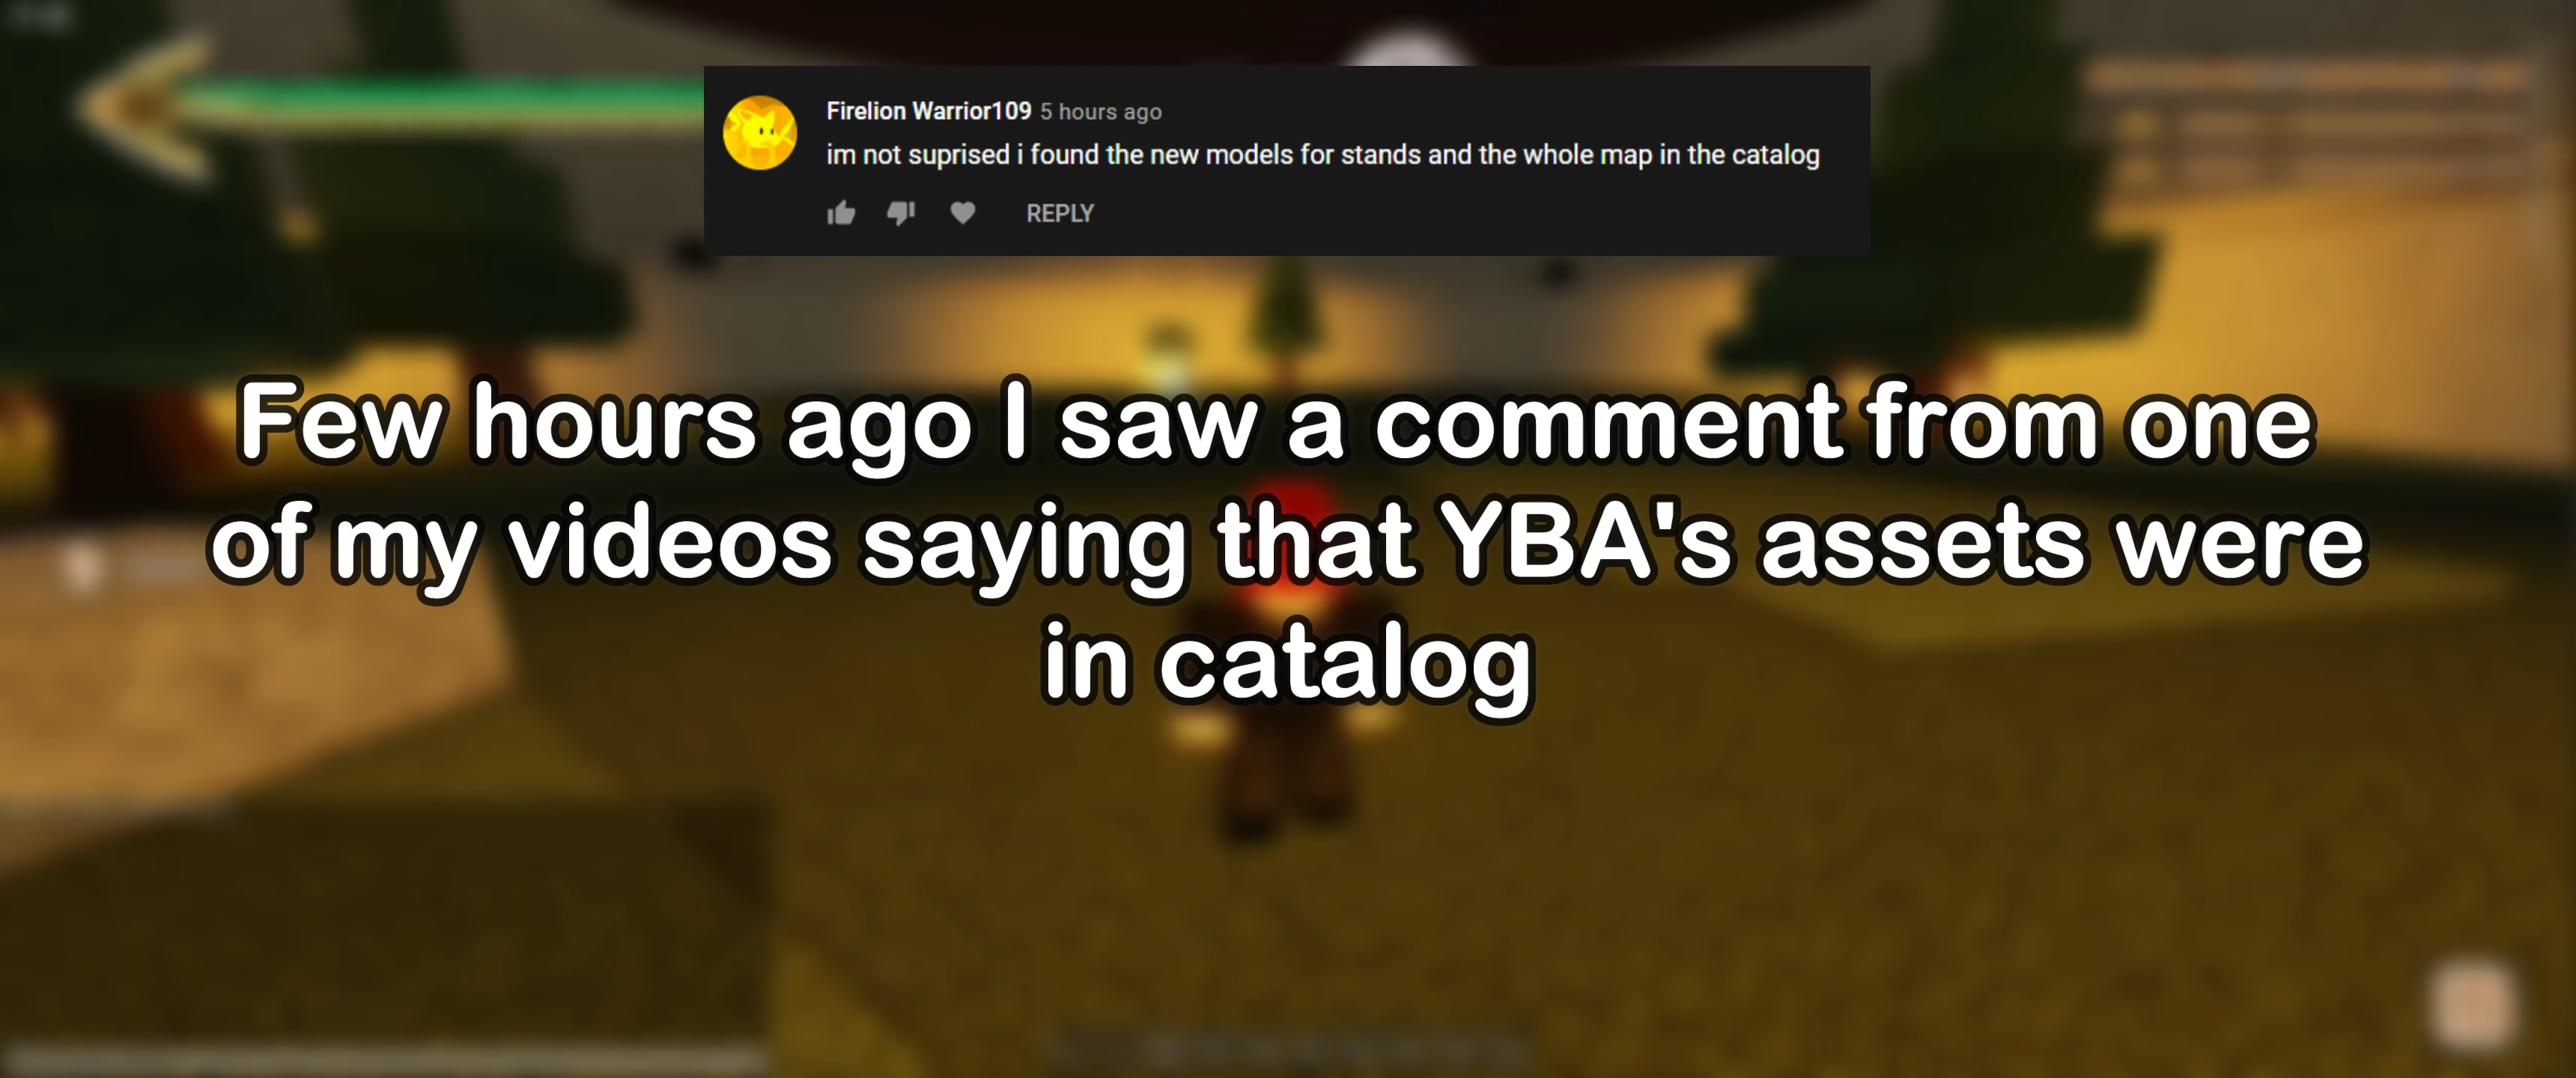 Firelion Warrior109 5 hours ago
im not suprised i found the new models for stands and the whole map in the catalog
REPLY
Few hours ago I saw a comment from one
of my videos saying that YBA's assets were
in catalog